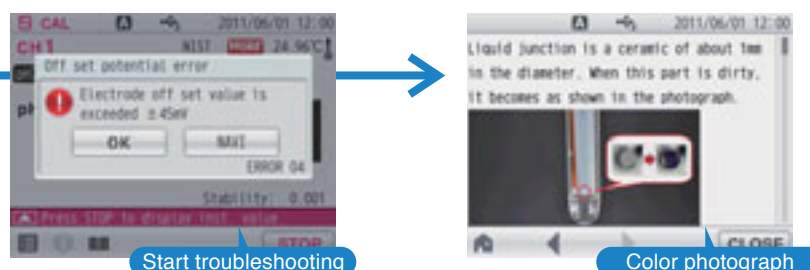 CAL A 2011/06/01 12:00
CH1 NIST 24.96℃
Off set potential error
Electrode off set value is
exceeded ±45mV
OK NAVI
ERROR 04
Stability: 0.001
Press STOP to display inst. value
STOP
Start troubleshooting
A 2011/06/01 12:00
Liquid junction is a ceramic of about 1mm
in the diameter. When this part is dirty,
it becomes as shown in the photograph.
CLOSE
Color photograph